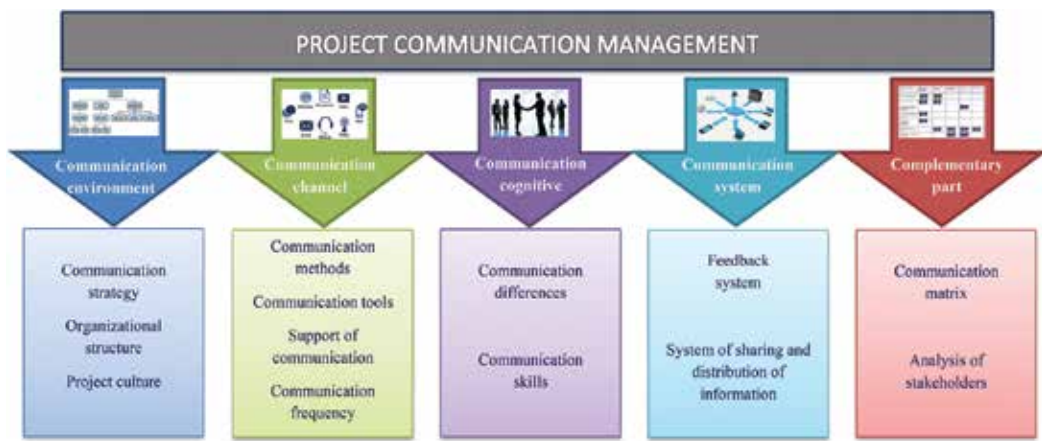 PROJECT COMMUNICATION MANAGEMENT
Communication
environment
Communication
channel
Communication
cognitive
Communication
system
Complementary
part
Communication
strategy
Organizational
structure
Project culture
Communication
methods
Communication tools
Support of
communication
Communication
frequency
Communication
differences
Communication
skills
Feedback
system
System of sharing and
distribution of
information
Communication
matrix
Analysis of
stakeholders